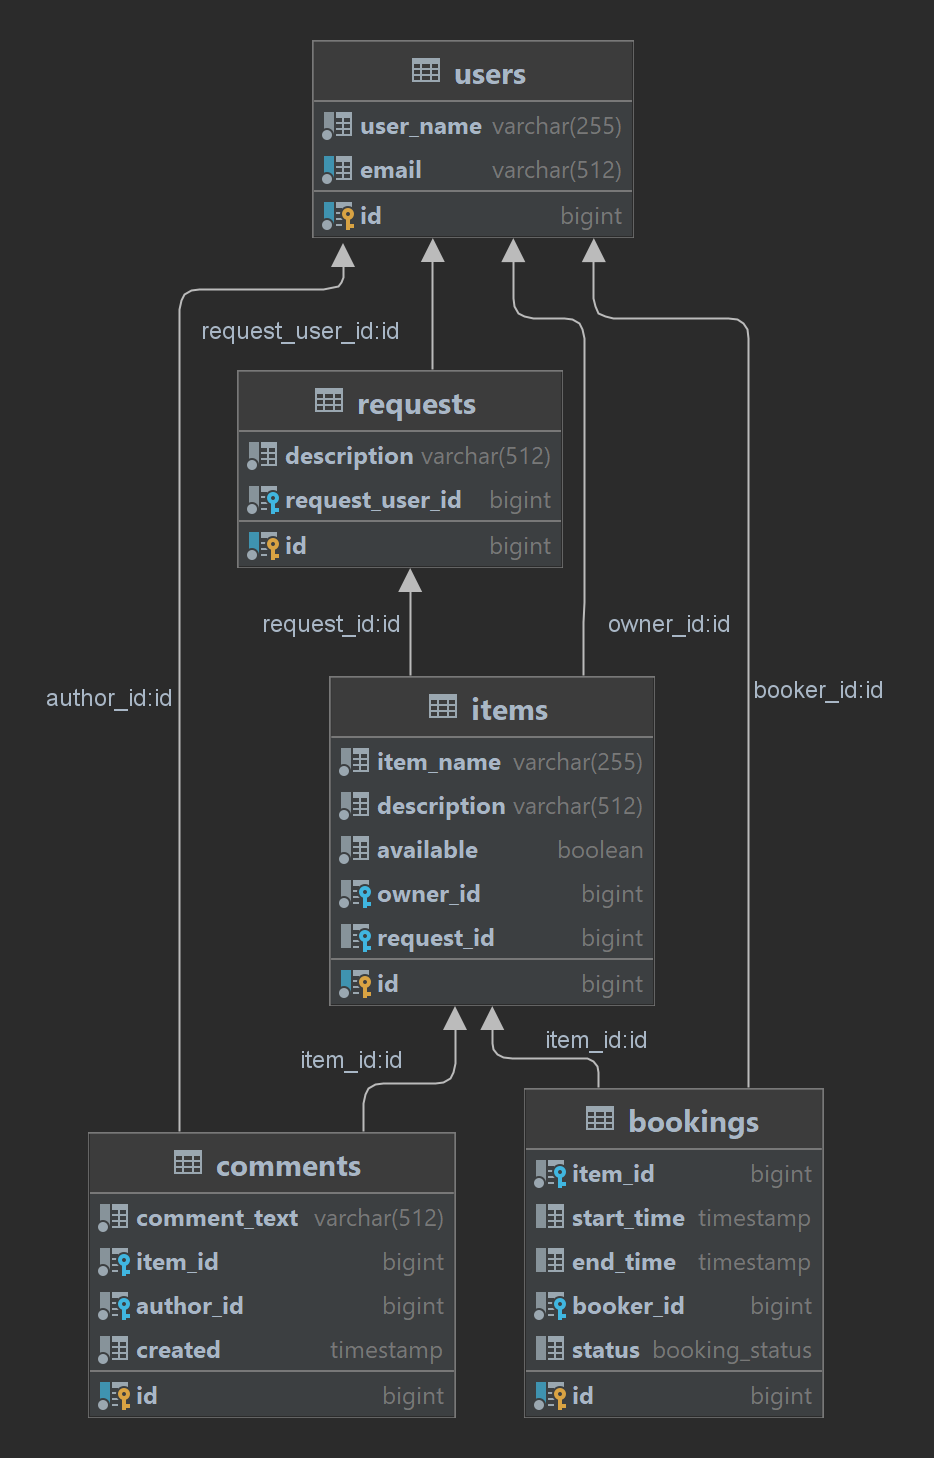 users
user_name varchar(255)
email varchar(512)
id bigint
request_user_id:id
requests
description varchar(512)
request_user_id bigint
id bigint
request_id:id
owner_id:id
author_id:id
booker_id:id
items
item_name varchar(255)
description varchar(512)
available boolean
owner_id bigint
request_id bigint
id bigint
item_id:id
item_id:id
comments
comment_text varchar(512)
item_id bigint
author_id bigint
created timestamp
id bigint
bookings
item_id bigint
start_time timestamp
end_time timestamp
booker_id bigint
status booking_status
id bigint